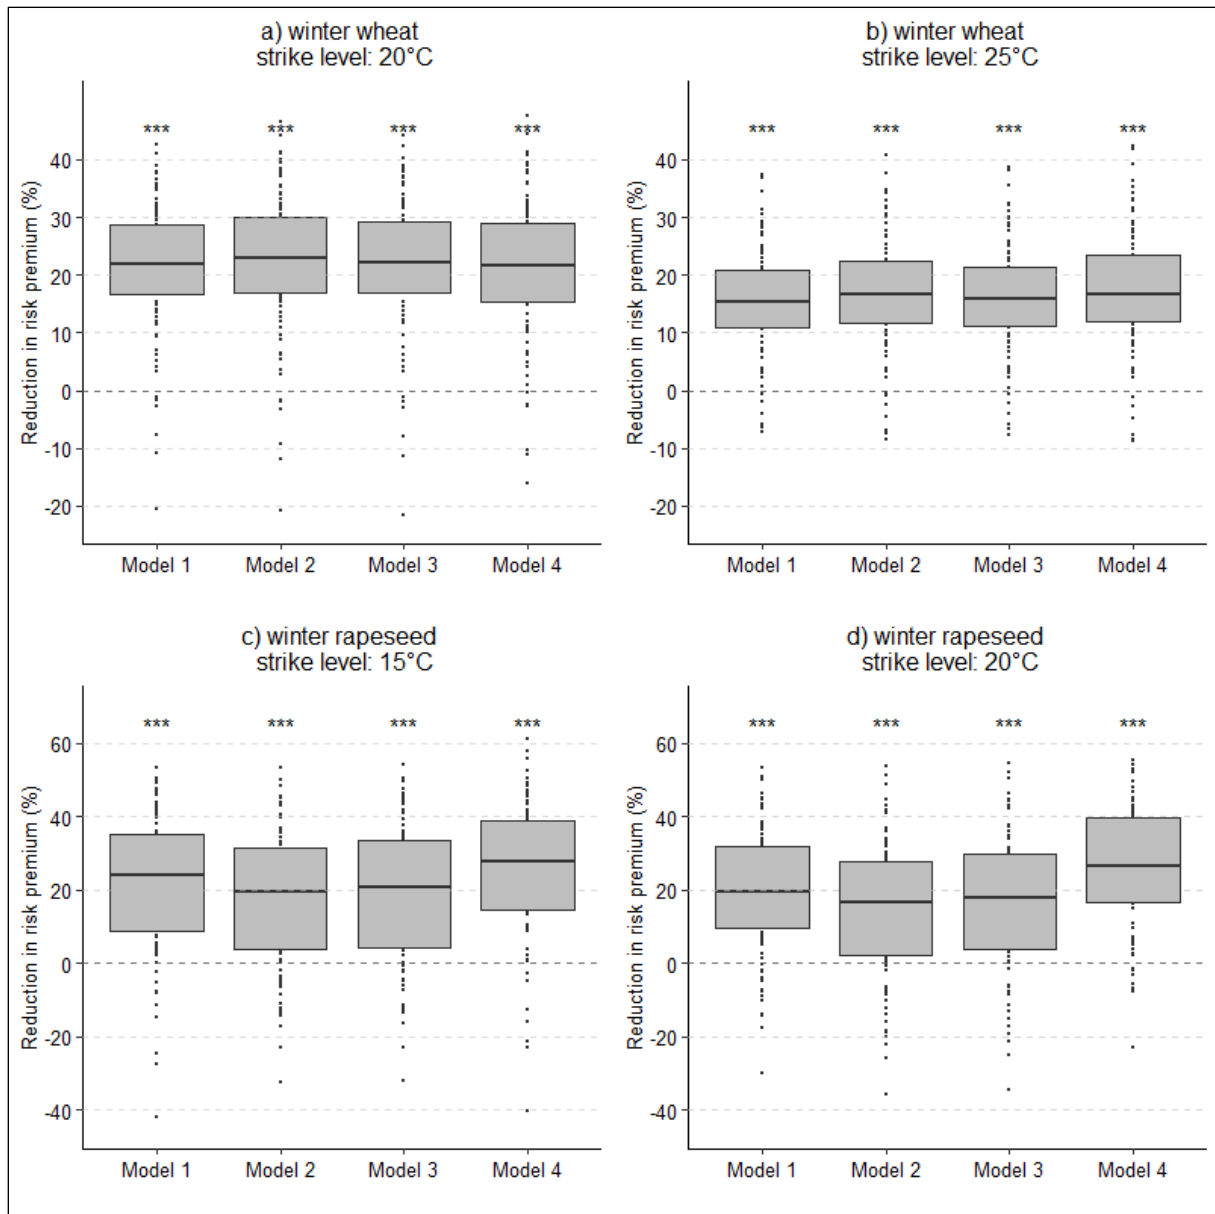 a) winter wheat
strike level: 20°C
*** *** *** ***
Reduction in risk premium (%)
40
30
20
10
0
-10
-20
Model 1 Model 2 Model 3 Model 4
b) winter wheat
strike level: 25°C
*** *** *** ***
Reduction in risk premium (%)
40
30
20
10
0
-10
-20
Model 1 Model 2 Model 3 Model 4
c) winter rapeseed
strike level: 15°C
*** *** *** ***
Reduction in risk premium (%)
60
40
20
0
-20
-40
Model 1 Model 2 Model 3 Model 4
d) winter rapeseed
strike level: 20°C
*** *** *** ***
Reduction in risk premium (%)
60
40
20
0
-20
-40
Model 1 Model 2 Model 3 Model 4